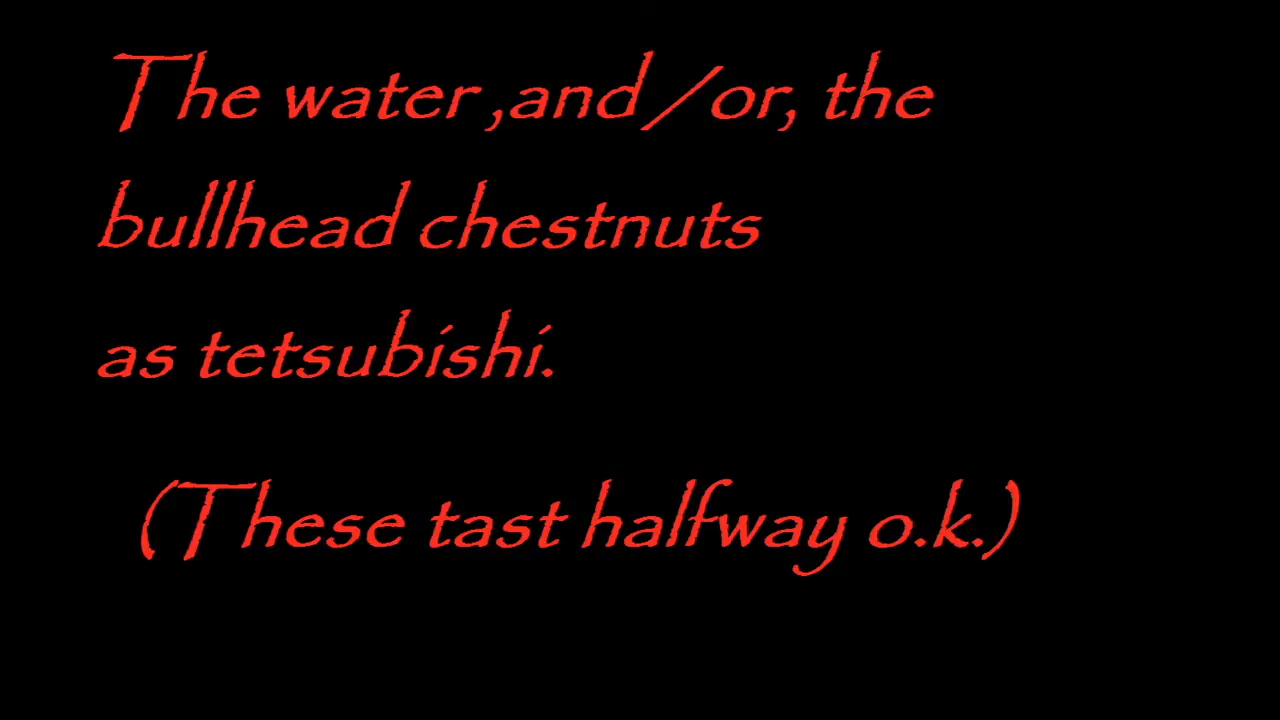 The water ,and/or, the
bullhead chestnuts
as tetsubishi.
(These tast halfway o.k.)